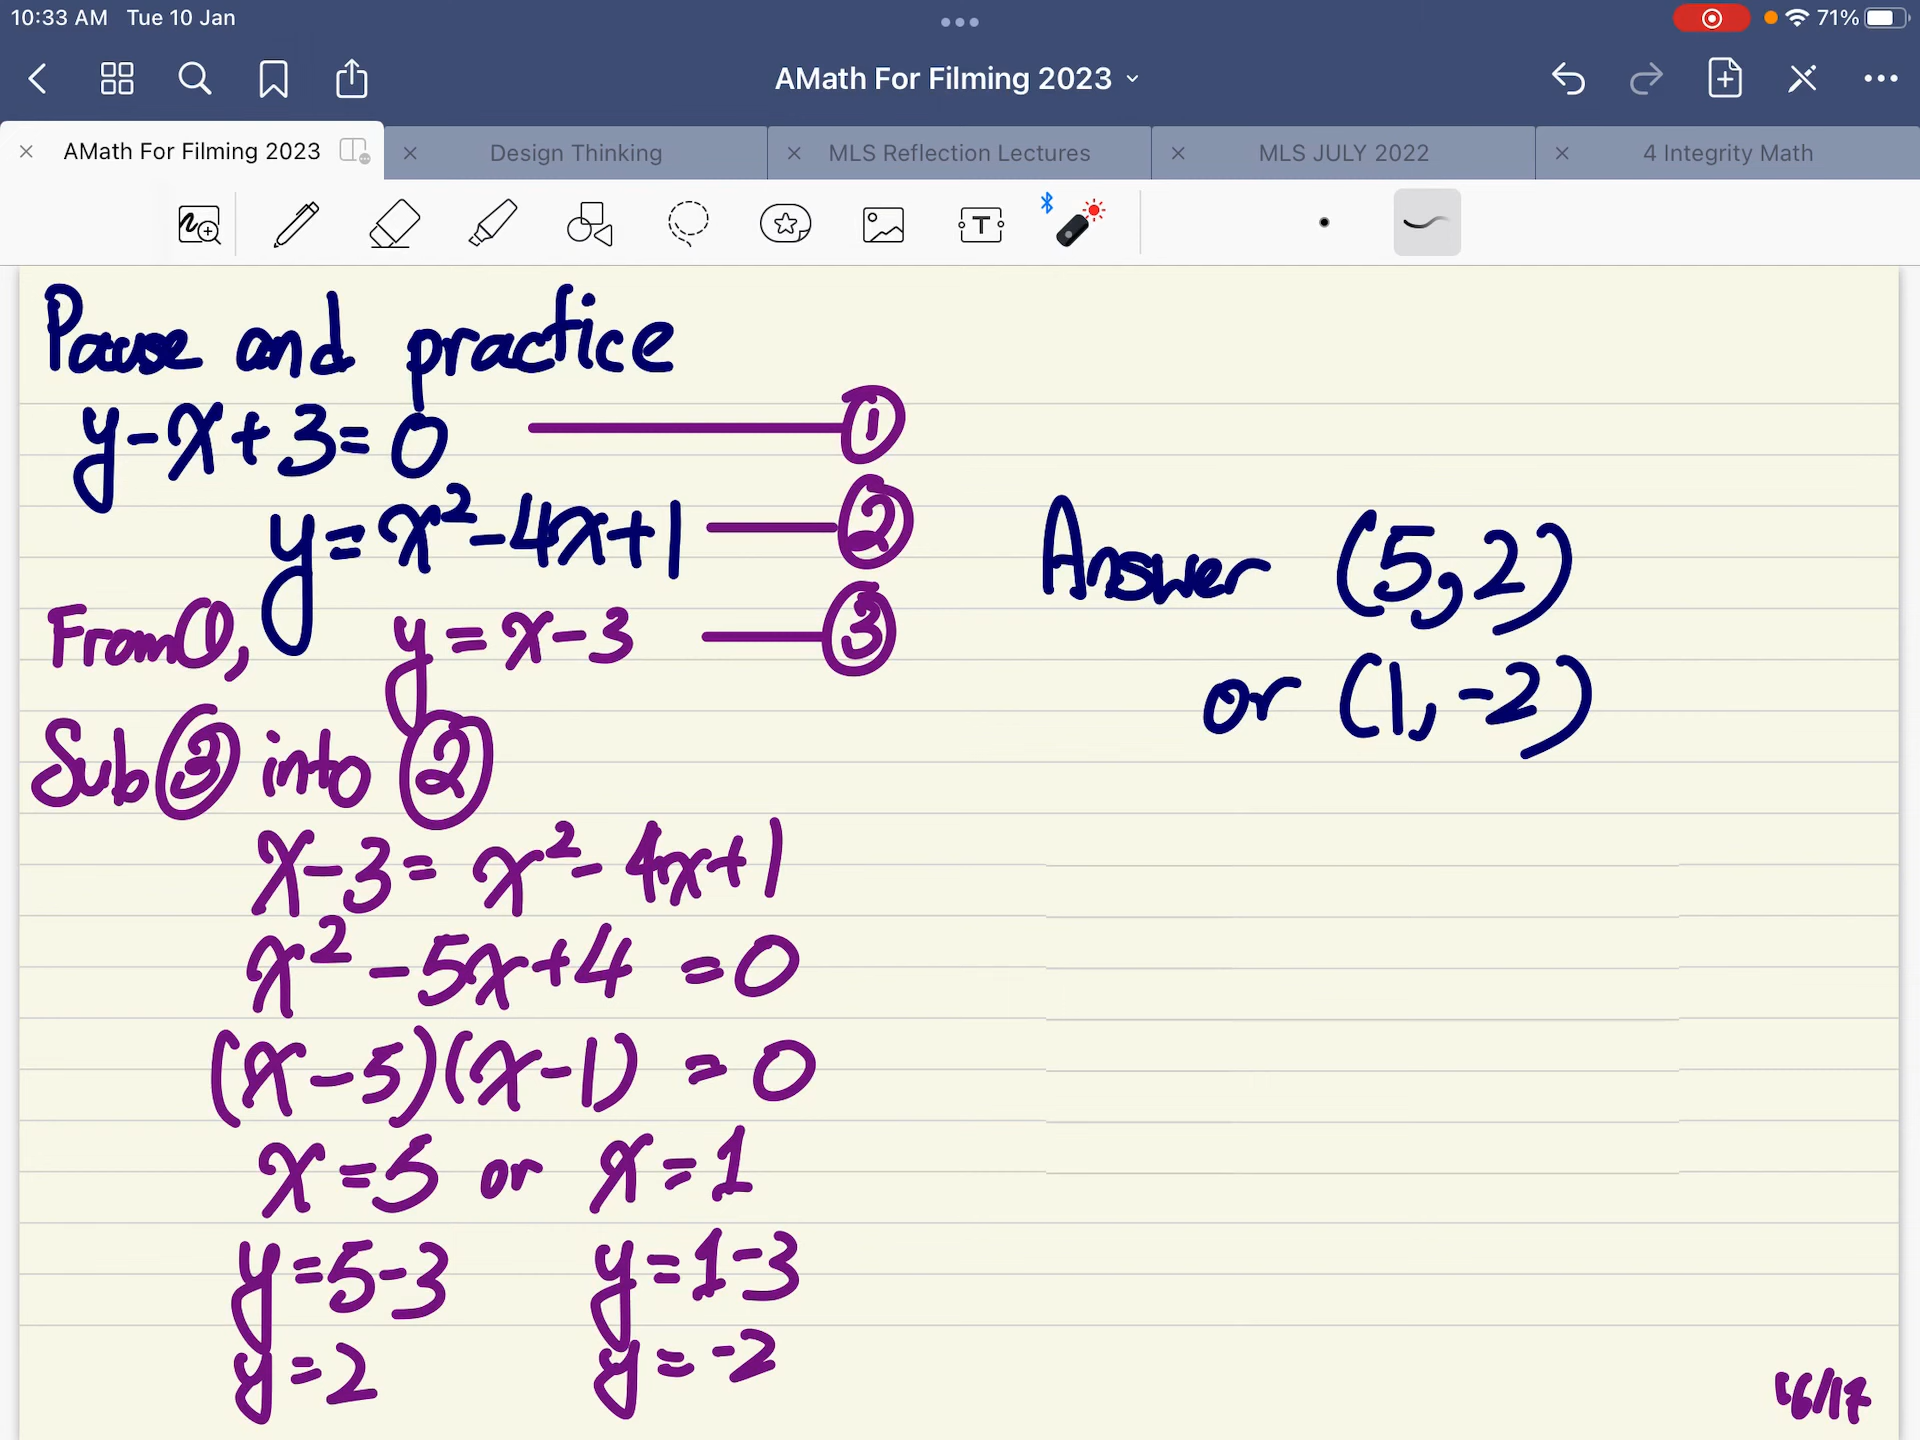 10:33 AM Tue 10 Jan
71%
AMath For Filming 2023
AMath For Filming 2023
Design Thinking
MLS Reflection Lectures
MLS JULY 2022
4 Integrity Math
T
Pause and practice
y-x+3=0 ①
y=x²-4x+1 ②
From①, y=x-3 ③
Sub③ into ②
x-3=x²-4x+1
x²-5x+4=0
(x-5)(x-1)=0
x=5 or x=1
y=5-3 y=1-3
y=2 y=-2
Answer (5,2)
or (1,-2)